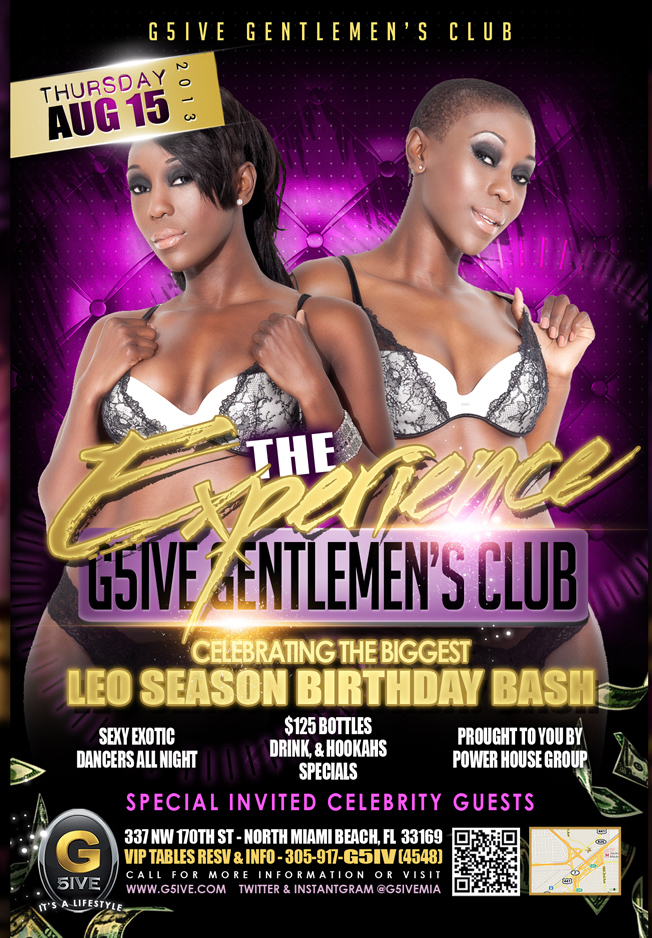 G5IVE GENTLEMEN'S CLUB
THURSDAY
AUG 15
2013
THE
Experience
G5IVE GENTLEMEN'S CLUB
CELEBRATING THE BIGGEST
LEO SEASON BIRTHDAY BASH
SEXY EXOTIC
DANCERS ALL NIGHT
$125 BOTTLES
DRINK, & HOOKAHS
SPECIALS
PROUGHT TO YOU BY
POWER HOUSE GROUP
SPECIAL INVITED CELEBRITY GUESTS
G
5IVE
IT'S A LIFESTYLE
337 NW 170TH ST - NORTH MIAMI BEACH, FL 33169
VIP TABLES RESV & INFO - 305-917-G5IV (4548)
CALL FOR MORE INFORMATION OR VISIT
WWW.G5IVE.COM TWITTER & INSTANTGRAM @G5IVEMIA